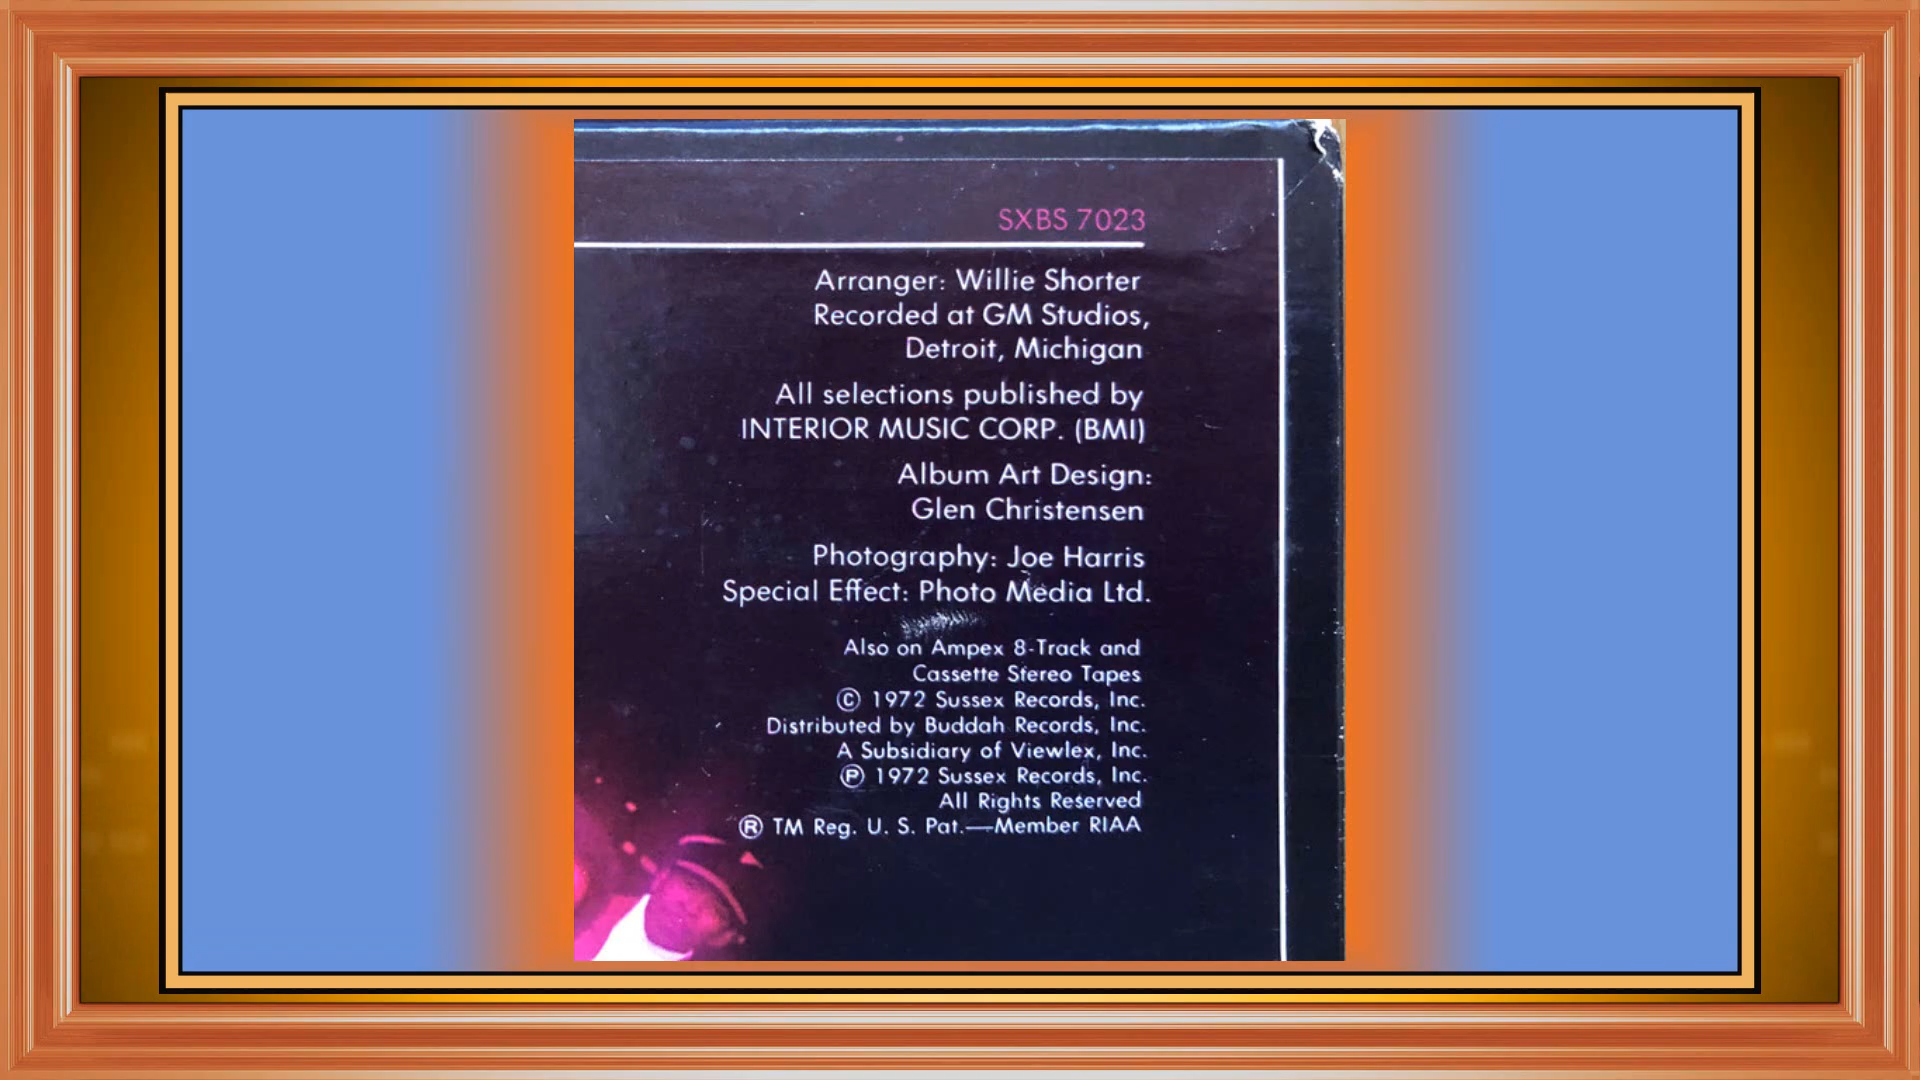 SXBS 7023
Arranger: Willie Shorter
Recorded at GM Studios,
Detroit, Michigan
All selections published by
INTERIOR MUSIC CORP. (BMI)
Album Art Design:
Glen Christensen
Photography: Joe Harris
Special Effect: Photo Media Ltd.
Also on Ampex 8-Track and
Cassette Stereo Tapes
© 1972 Sussex Records, Inc.
Distributed by Buddah Records, Inc.
A Subsidiary of Viewlex, Inc.
℗ 1972 Sussex Records, Inc.
All Rights Reserved
® TM Reg. U. S. Pat.—Member RIAA